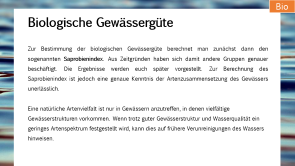 Bio
Biologische Gewässergüte
Zur Bestimmung der biologischen Gewässergüte berechnet man zunächst dann den
sogenannten Saprobienindex. Aus Zeitgründen haben sich damit andere Gruppen genauer
beschäftigt. Die Ergebnisse werden euch später vorgestellt. Zur Berechnung des
Saprobienindex ist jedoch eine genaue Kenntnis der Artenzusammensetzung des Gewässers
unerlässlich.
Eine natürliche Artenvielfalt ist nur in Gewässern anzutreffen, in denen vielfältige
Gewässerstrukturen vorkommen. Wenn trotz guter Gewässerstruktur und Wasserqualität ein
geringes Artenspektrum festgestellt wird, kann dies auf frühere Verunreinigungen des Wassers
hinweisen.